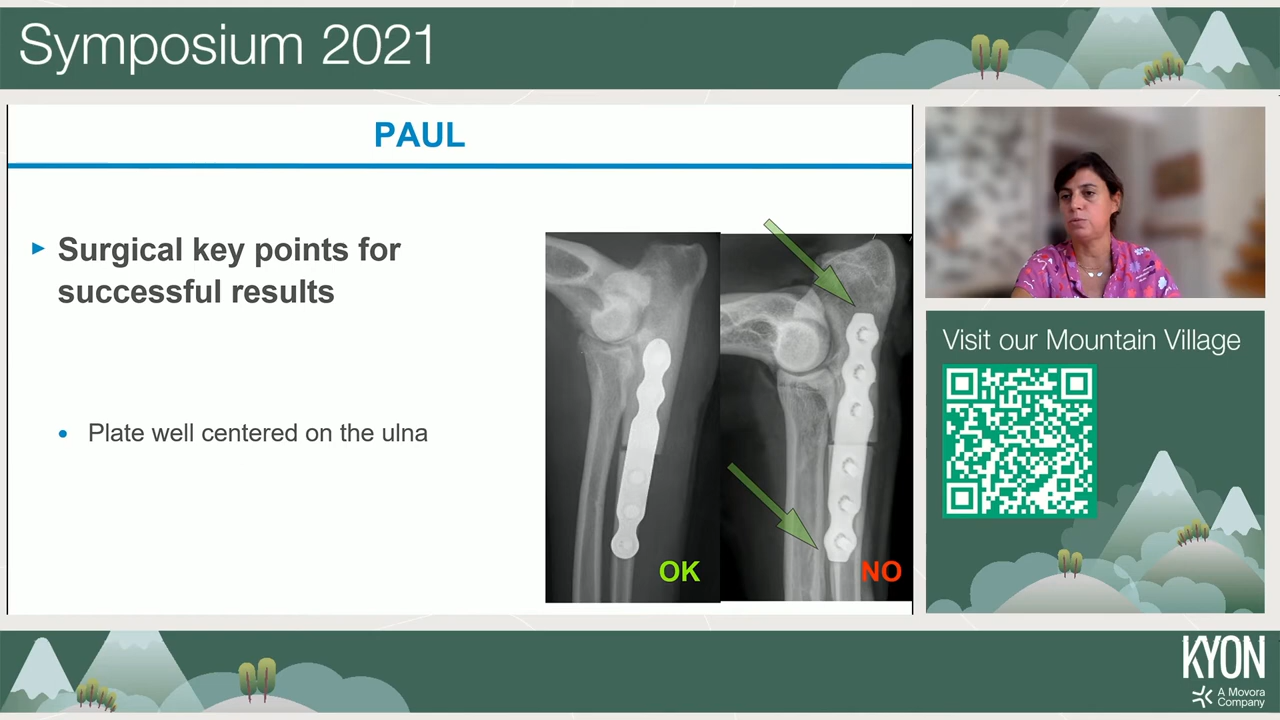 Symposium 2021
PAUL
Surgical key points for
successful results
Plate well centered on the ulna
OK
NO
Visit our Mountain Village
KYON
A Movora
Company